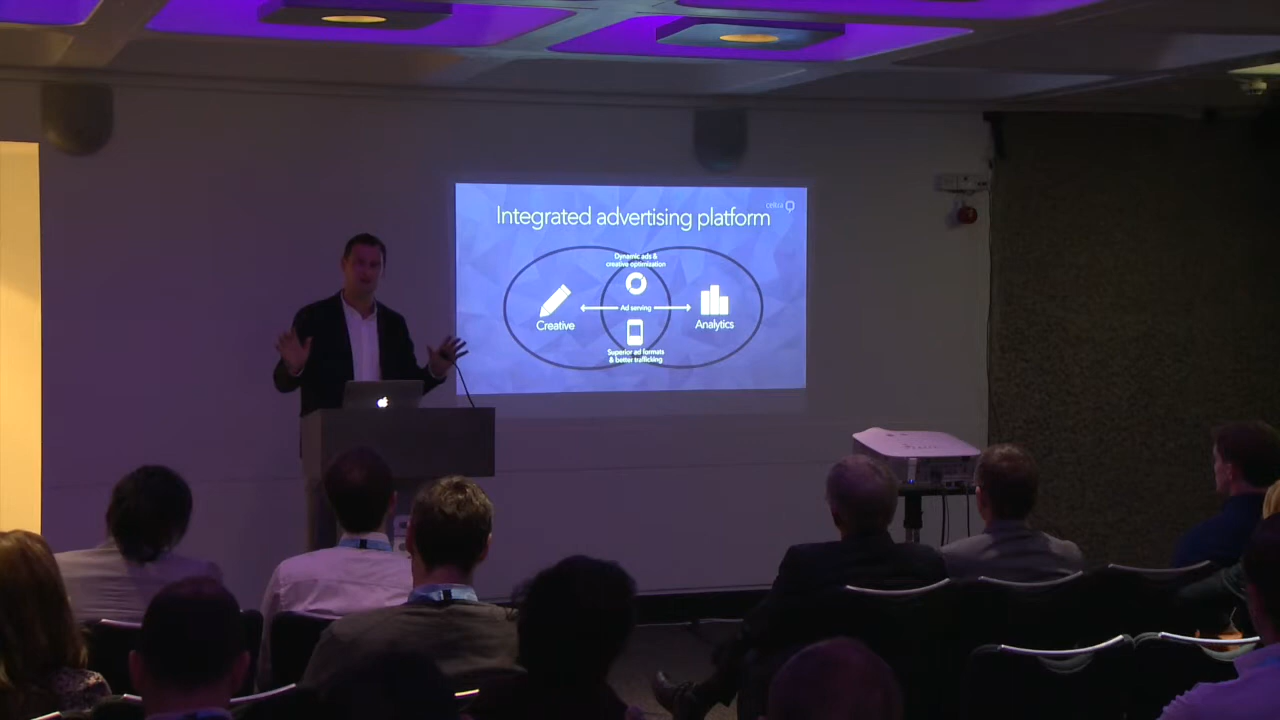 celtra
Integrated advertising platform
Dynamic ads &
creative optimization
Ad serving
Creative
Analytics
Superior ad formats
& better trafficking